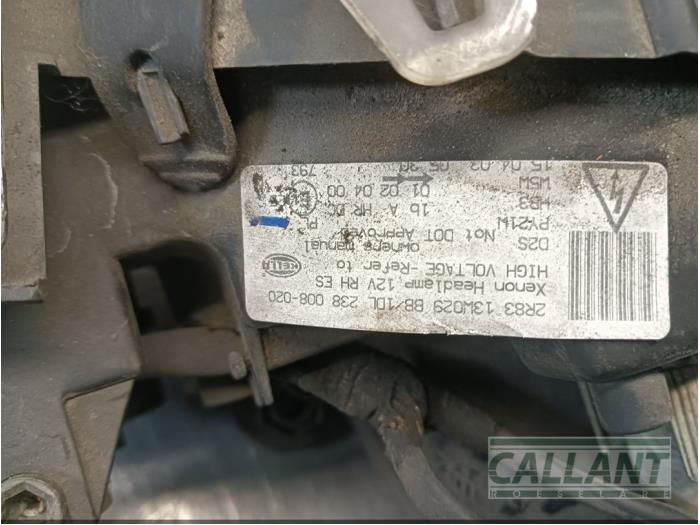 2R83 13W029 BB/1DL 238 008-020
Xenon Headlamp, 12V RH ES
HIGH VOLTAGE -Refer to
owners manual
HELLA
D2S
Not DOT Approved
PY21W
PL
HB3
1b A HR DC
W5W
01 02 04 00
15 04 03 05 30 793
CALLANT
ROESELARE